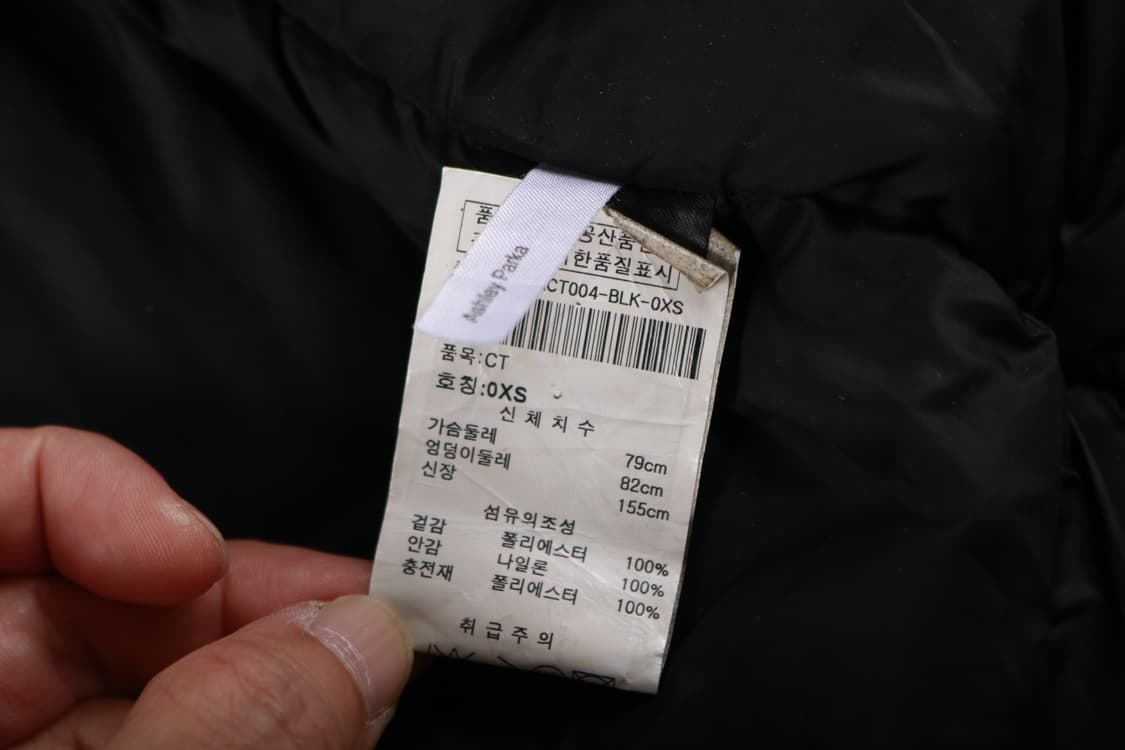 Ashley Parka
품
공산품
한품질표시
CT004-BLK-0XS
품목:CT
호칭:0XS
신체치수
가슴둘레 79cm
엉덩이둘레 82cm
신장 155cm
섬유의조성
겉감 폴리에스터 100%
안감 나일론 100%
충전재 폴리에스터 100%
취급주의